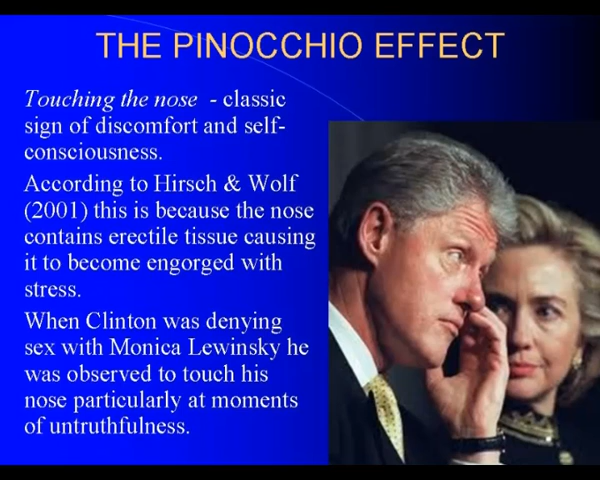 THE PINOCCHIO EFFECT
Touching the nose - classic
sign of discomfort and self-
consciousness.
According to Hirsch & Wolf
(2001) this is because the nose
contains erectile tissue causing
it to become engorged with
stress.
When Clinton was denying
sex with Monica Lewinsky he
was observed to touch his
nose particularly at moments
of untruthfulness.